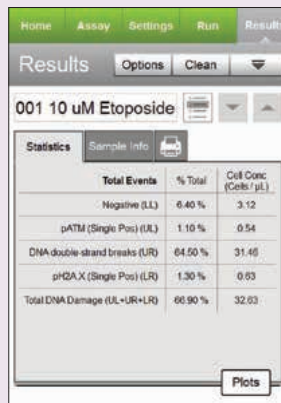 Home Assay Settings Run Result
Results Options Clean
001 10 uM Etoposide
Statistics Sample Info
Total Events % Total Cell Conc (Cells / µL)
Negative (LL) 6.40 % 3.12
pATM (Single Pos) (UL) 1.10 % 0.54
DNA double-strand breaks (UR) 64.50 % 31.46
pH2A.X (Single Pos) (LR) 1.30 % 0.63
Total DNA Damage (UL+UR+LR) 66.90 % 32.63
Plots